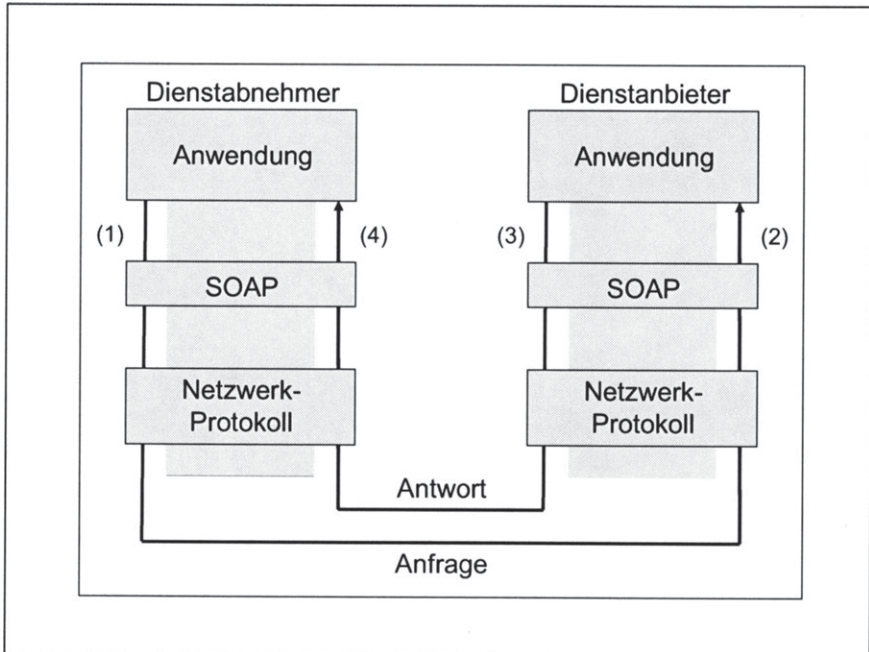 Dienstabnehmer
Dienstanbieter
Anwendung
Anwendung
(1)
(4)
(3)
(2)
SOAP
SOAP
Netzwerk-
Protokoll
Netzwerk-
Protokoll
Antwort
Anfrage